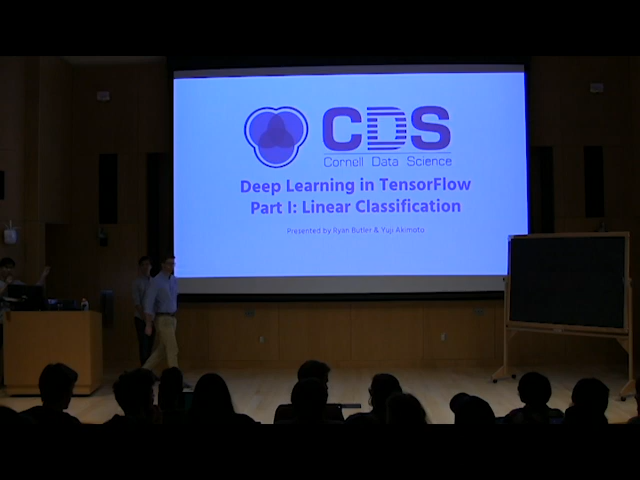 CDS
Cornell Data Science
Deep Learning in TensorFlow
Part I: Linear Classification
Presented by Ryan Butler & Yuji Akimoto